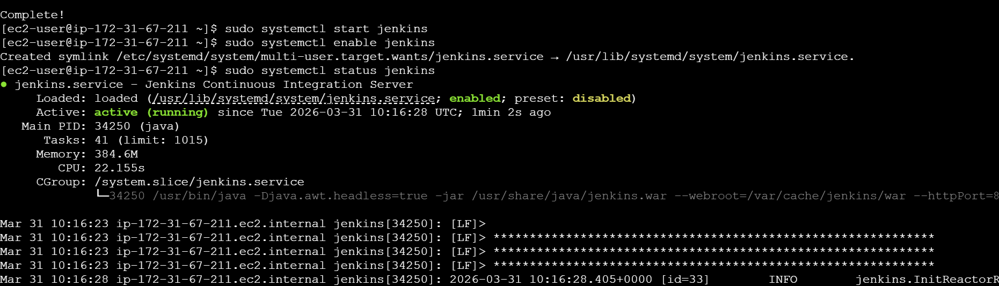 Complete!
[ec2-user@ip-172-31-67-211 ~]$ sudo systemctl start jenkins
[ec2-user@ip-172-31-67-211 ~]$ sudo systemctl enable jenkins
Created symlink /etc/systemd/system/multi-user.target.wants/jenkins.service → /usr/lib/systemd/system/jenkins.service.
[ec2-user@ip-172-31-67-211 ~]$ sudo systemctl status jenkins
● jenkins.service - Jenkins Continuous Integration Server
     Loaded: loaded (/usr/lib/systemd/system/jenkins.service; enabled; preset: disabled)
     Active: active (running) since Tue 2026-03-31 10:16:28 UTC; 1min 2s ago
   Main PID: 34250 (java)
      Tasks: 41 (limit: 1015)
     Memory: 384.6M
        CPU: 22.155s
     CGroup: /system.slice/jenkins.service
             └─34250 /usr/bin/java -Djava.awt.headless=true -jar /usr/share/java/jenkins.war --webroot=/var/cache/jenkins/war --httpPort=8
Mar 31 10:16:23 ip-172-31-67-211.ec2.internal jenkins[34250]: [LF]>
Mar 31 10:16:23 ip-172-31-67-211.ec2.internal jenkins[34250]: [LF]> *************************************************************
Mar 31 10:16:23 ip-172-31-67-211.ec2.internal jenkins[34250]: [LF]> *************************************************************
Mar 31 10:16:23 ip-172-31-67-211.ec2.internal jenkins[34250]: [LF]> *************************************************************
Mar 31 10:16:28 ip-172-31-67-211.ec2.internal jenkins[34250]: 2026-03-31 10:16:28.405+0000 [id=33]        INFO        jenkins.InitReactorR